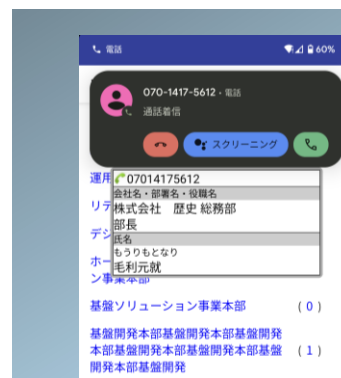 電話
60%
070-1417-5612・電話
通話着信
スクリーニング
運用
07014175612
会社名・部署名・役職名
リテ
株式会社 歴史 総務部
部長
デジ
氏名
もうりもとなり
毛利元就
ホー
ン事業本部
基盤ソリューション事業本部 (0)
基盤開発本部基盤開発本部基盤開発
本部基盤開発本部基盤開発本部基盤 (1)
開発本部基盤開発